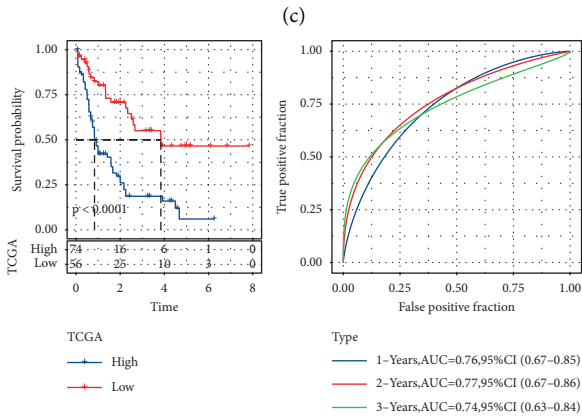 (c)
Survival probability
1.00
0.75
0.50
0.25
0.00
p < 0.0001
TCGA
High 74 16 6 1 0
Low 56 25 10 3 0
0 2 4 6 8
Time
TCGA
High
Low
True positive fraction
1.00
0.75
0.50
0.25
0.00
0.00 0.25 0.50 0.75 1.00
False positive fraction
Type
1–Years,AUC=0.76,95%CI (0.67–0.85)
2–Years,AUC=0.77,95%CI (0.67–0.86)
3–Years,AUC=0.74,95%CI (0.63–0.84)